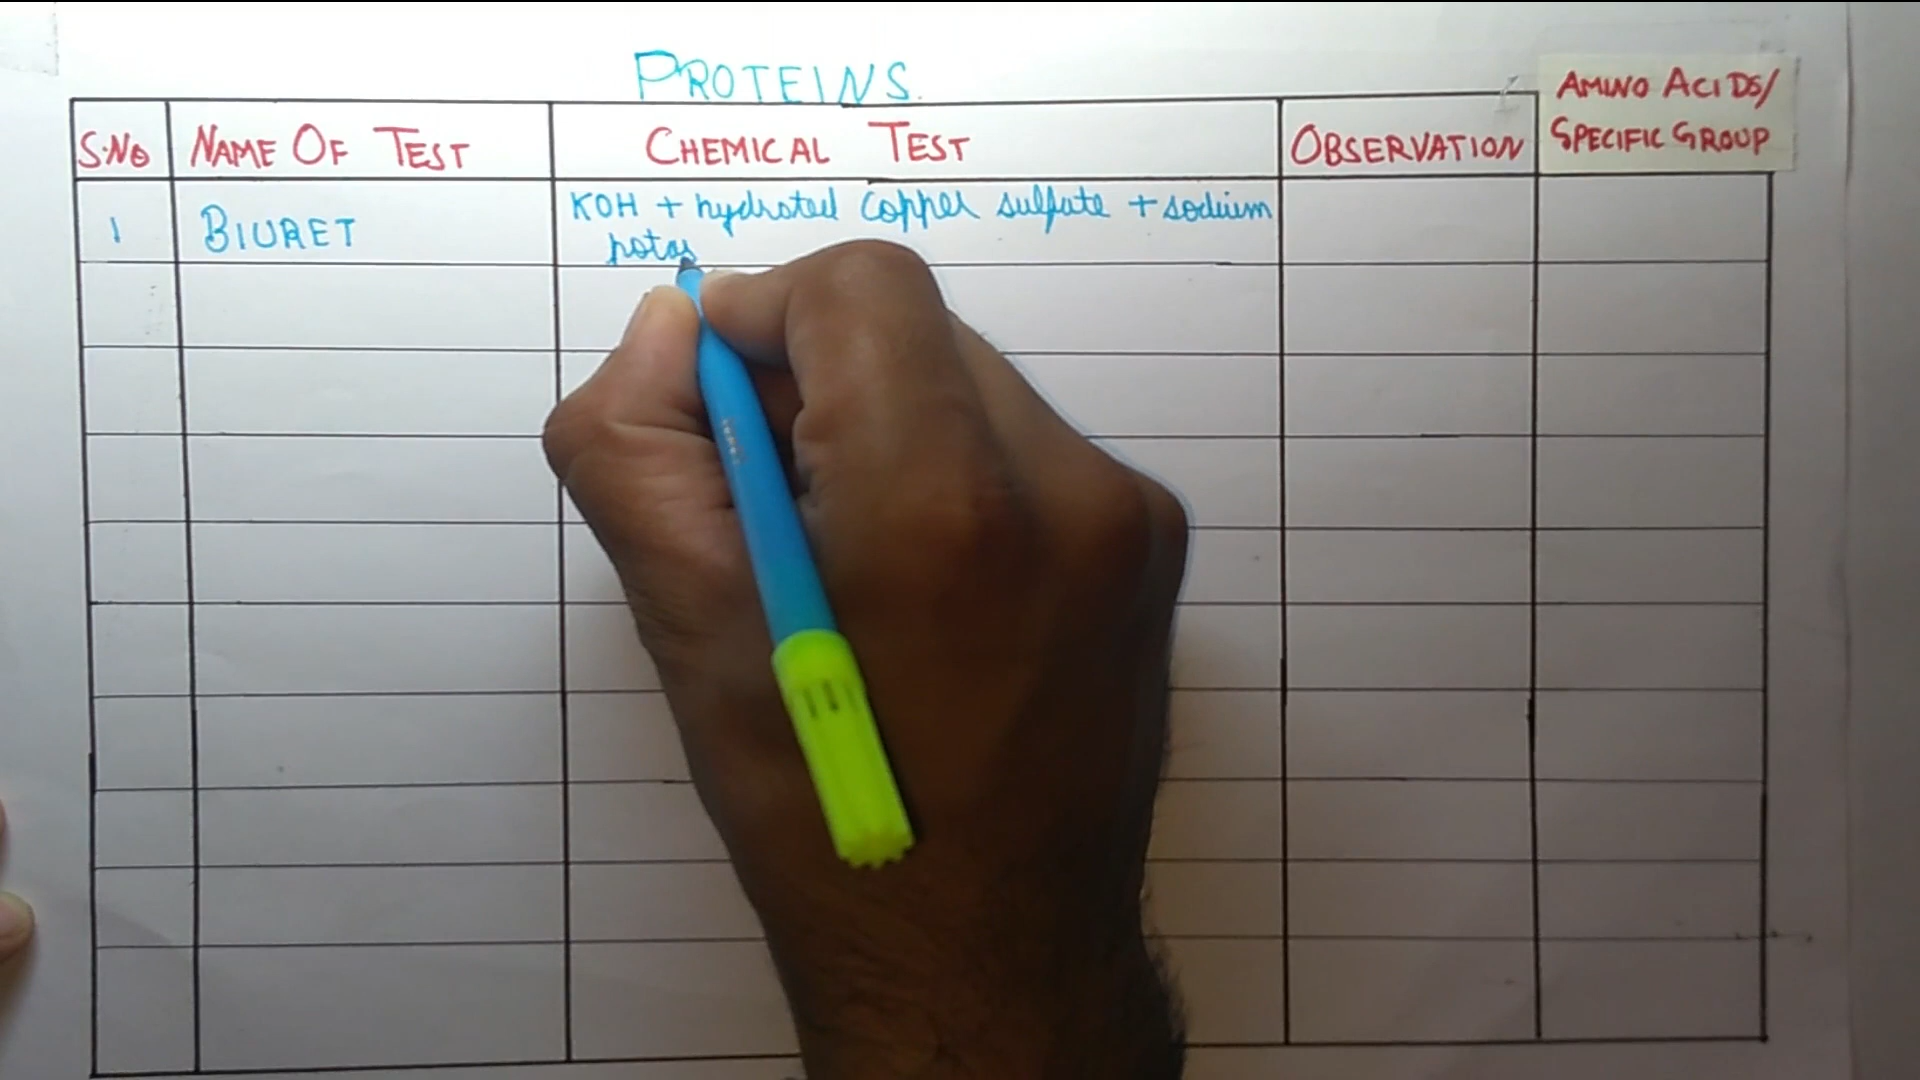 PROTEINS.
S.No
NAME OF TEST
CHEMICAL TEST
OBSERVATION
AMINO ACIDS/
SPECIFIC GROUP
1
BIURET
KOH + hydrated copper sulfate + sodium
potas